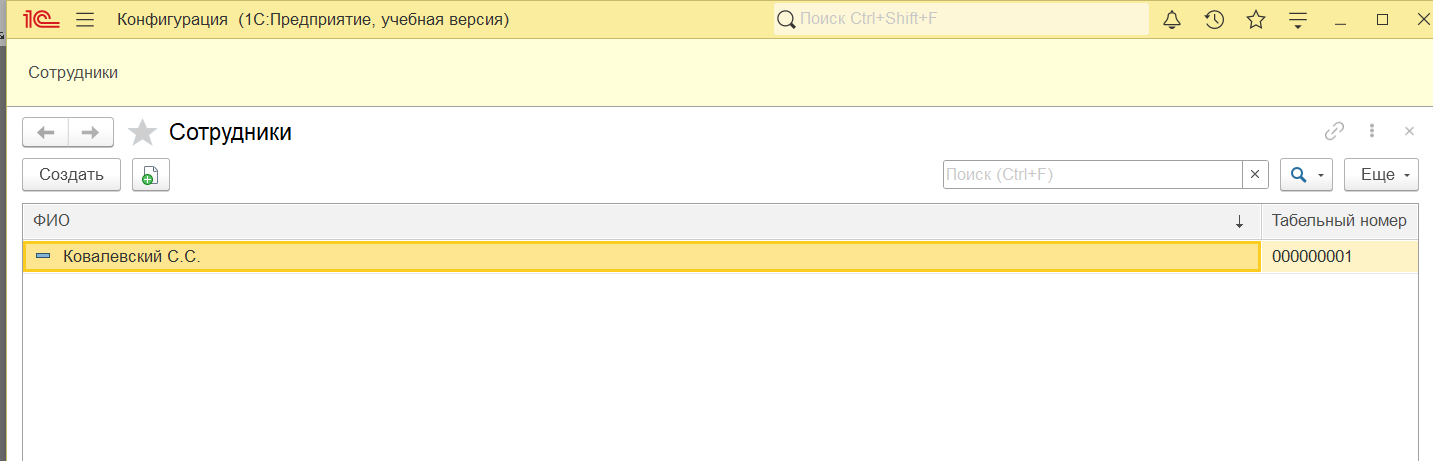 1С Конфигурация (1С:Предприятие, учебная версия) Поиск Ctrl+Shift+F
Сотрудники
Сотрудники
Создать Поиск (Ctrl+F) × Еще
ФИО ↓ Табельный номер
Ковалевский С.С. 000000001